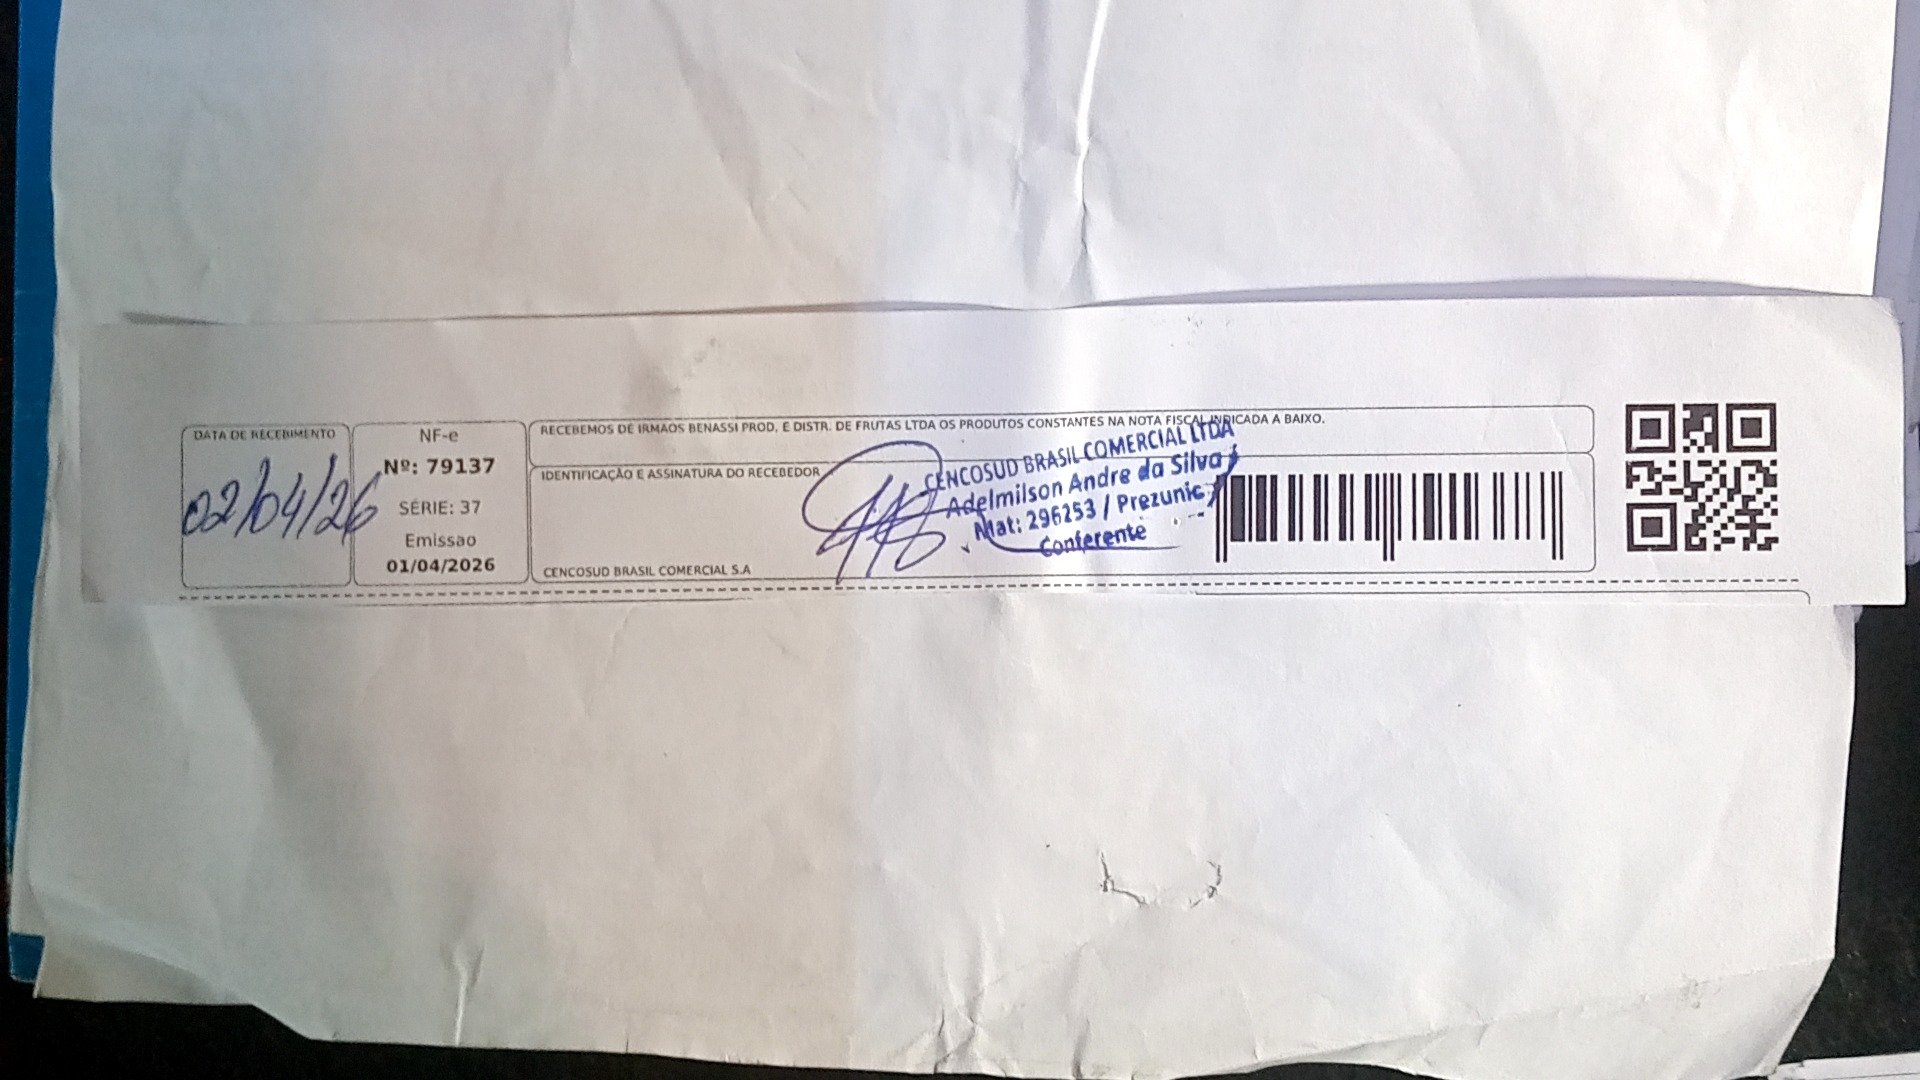 DATA DE RECEBIMENTO
02/04/26
NF-e
Nº: 79137
SÉRIE: 37
Emissao
01/04/2026
RECEBEMOS DE IRMAOS BENASSI PROD, E DISTR. DE FRUTAS LTDA OS PRODUTOS CONSTANTES NA NOTA FISCAL INDICADA A BAIXO.
IDENTIFICAÇÃO E ASSINATURA DO RECEBEDOR
CENCOSUD BRASIL COMERCIAL LTDA
Adelmilson Andre da Silva
Mat: 296253 / Prezunic
Conferente
CENCOSUD BRASIL COMERCIAL S.A